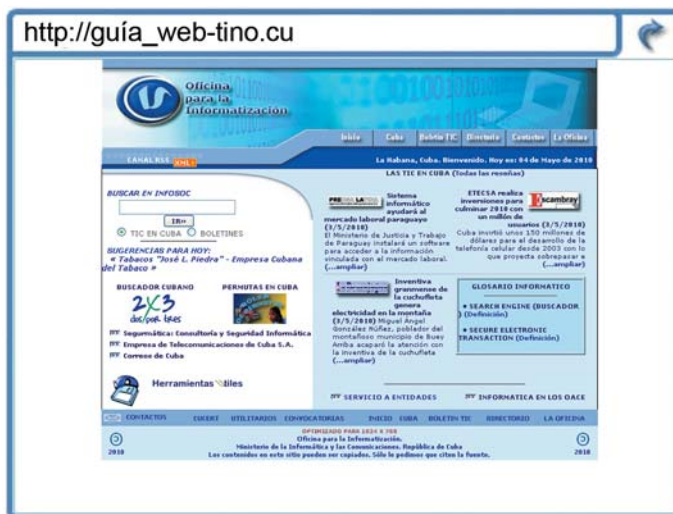 http://guía_web-tino.cu
Oficina
para la
Informatización
Inicio Cuba Boletín TIC Directorio Contactos La Oficina
CANAL RSS XML
La Habana, Cuba. Bienvenido. Hoy es: 04 de Mayo de 2010
LAS TIC EN CUBA (Todas las reseñas)
BUSCAR EN INFOSOC
IR»
TIC EN CUBA BOLETINES
SUGERENCIAS PARA HOY:
« Tabacos "José L. Piedra" - Empresa Cubana
del Tabaco »
BUSCADOR CUBANO
2x3
dos/por tres
PERMUTAS EN CUBA
Segurmática: Consultoría y Seguridad Informática
Empresa de Telecomunicaciones de Cuba S.A.
Correos de Cuba
Herramientas Útiles
PRENSA LATINA
Sistema
informático
ayudará al
mercado laboral paraguayo
(3/5/2010)
El Ministerio de Justicia y Trabajo
de Paraguay instalará un software
para acceder a la información
vinculada con el mercado laboral.
(...ampliar)
ETECSA realiza
inversiones para
culminar 2010 con
un millón de
usuarios (3/5/2010)
Escambray
Cuba invirtió unos 150 millones de
dólares para el desarrollo de la
telefonía celular desde 2003 con lo
que proyecta sobrepasar e
(...ampliar)
Inventiva
granmense de
la cuchufleta
genera
electricidad en la montaña
(3/5/2010) Miguel Ángel
González Núñez, poblador del
montañoso municipio de Buey
Arriba acaparó la atención con
la inventiva de la cuchufleta
(...ampliar)
GLOSARIO INFORMATICO
• SEARCH ENGINE (BUSCADOR
) (Definición)
• SECURE ELECTRONIC
TRANSACTION (Definición)
SERVICIO A ENTIDADES
INFORMATICA EN LOS OACE
CONTACTOS CUCERT UTILITARIOS CONVOCATORIAS INICIO CUBA BOLETIN TIC DIRECTORIO LA OFICINA
OPTIMIZADO PARA 1024 X 768
Oficina para la Informatización.
Ministerio de la Informática y las Comunicaciones. República de Cuba
Los contenidos en este sitio pueden ser copiados. Sólo le pedimos que citen la fuente.
2010
2010